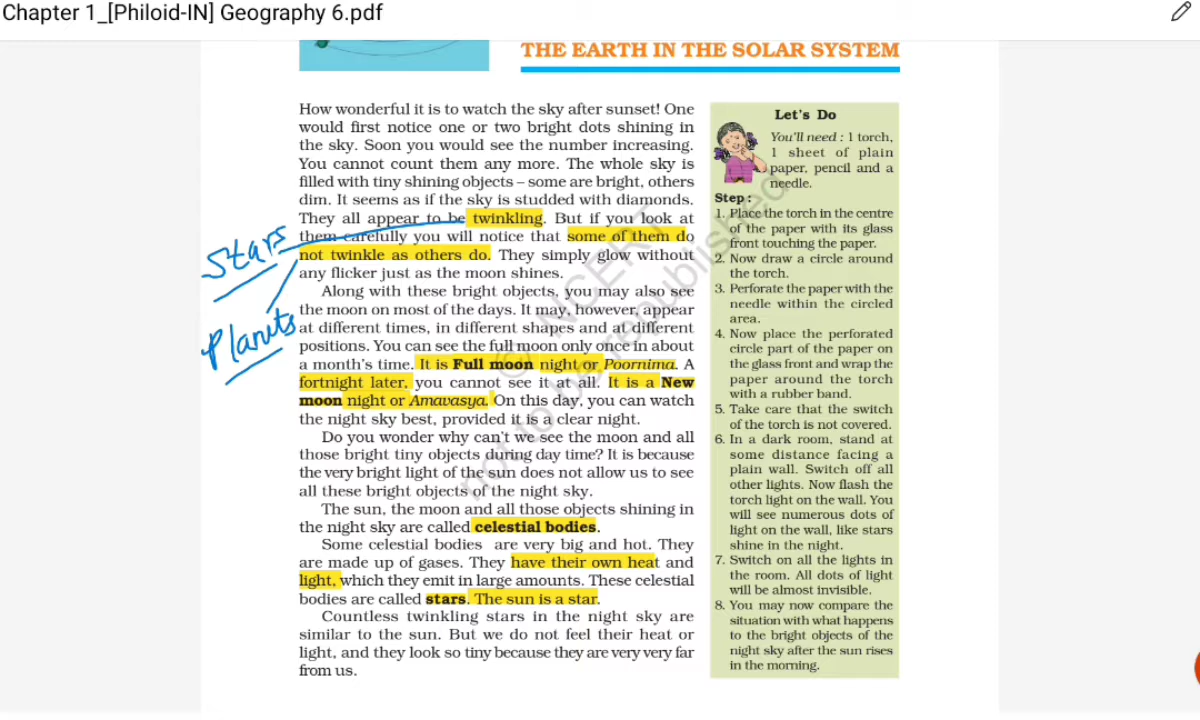 Chapter 1_[Philoid-IN] Geography 6.pdf
THE EARTH IN THE SOLAR SYSTEM
How wonderful it is to watch the sky after sunset! One
would first notice one or two bright dots shining in
the sky. Soon you would see the number increasing.
You cannot count them any more. The whole sky is
filled with tiny shining objects – some are bright, others
dim. It seems as if the sky is studded with diamonds.
They all appear to be twinkling. But if you look at
them carefully you will notice that some of them do
not twinkle as others do. They simply glow without
any flicker just as the moon shines.
Along with these bright objects, you may also see
the moon on most of the days. It may, however, appear
at different times, in different shapes and at different
positions. You can see the full moon only once in about
a month's time. It is Full moon night or Poornima. A
fortnight later, you cannot see it at all. It is a New
moon night or Amavasya. On this day, you can watch
the night sky best, provided it is a clear night.
Do you wonder why can't we see the moon and all
those bright tiny objects during day time? It is because
the very bright light of the sun does not allow us to see
all these bright objects of the night sky.
The sun, the moon and all those objects shining in
the night sky are called celestial bodies.
Some celestial bodies are very big and hot. They
are made up of gases. They have their own heat and
light, which they emit in large amounts. These celestial
bodies are called stars. The sun is a star.
Countless twinkling stars in the night sky are
similar to the sun. But we do not feel their heat or
light, and they look so tiny because they are very very far
from us.
Stars
Planets
Let's Do
You'll need : 1 torch,
1 sheet of plain
paper, pencil and a
needle.
Step :
1. Place the torch in the centre
of the paper with its glass
front touching the paper.
2. Now draw a circle around
the torch.
3. Perforate the paper with the
needle within the circled
area.
4. Now place the perforated
circle part of the paper on
the glass front and wrap the
paper around the torch
with a rubber band.
5. Take care that the switch
of the torch is not covered.
6. In a dark room, stand at
some distance facing a
plain wall. Switch off all
other lights. Now flash the
torch light on the wall. You
will see numerous dots of
light on the wall, like stars
shine in the night.
7. Switch on all the lights in
the room. All dots of light
will be almost invisible.
8. You may now compare the
situation with what happens
to the bright objects of the
night sky after the sun rises
in the morning.
© NCERT
not to be republished